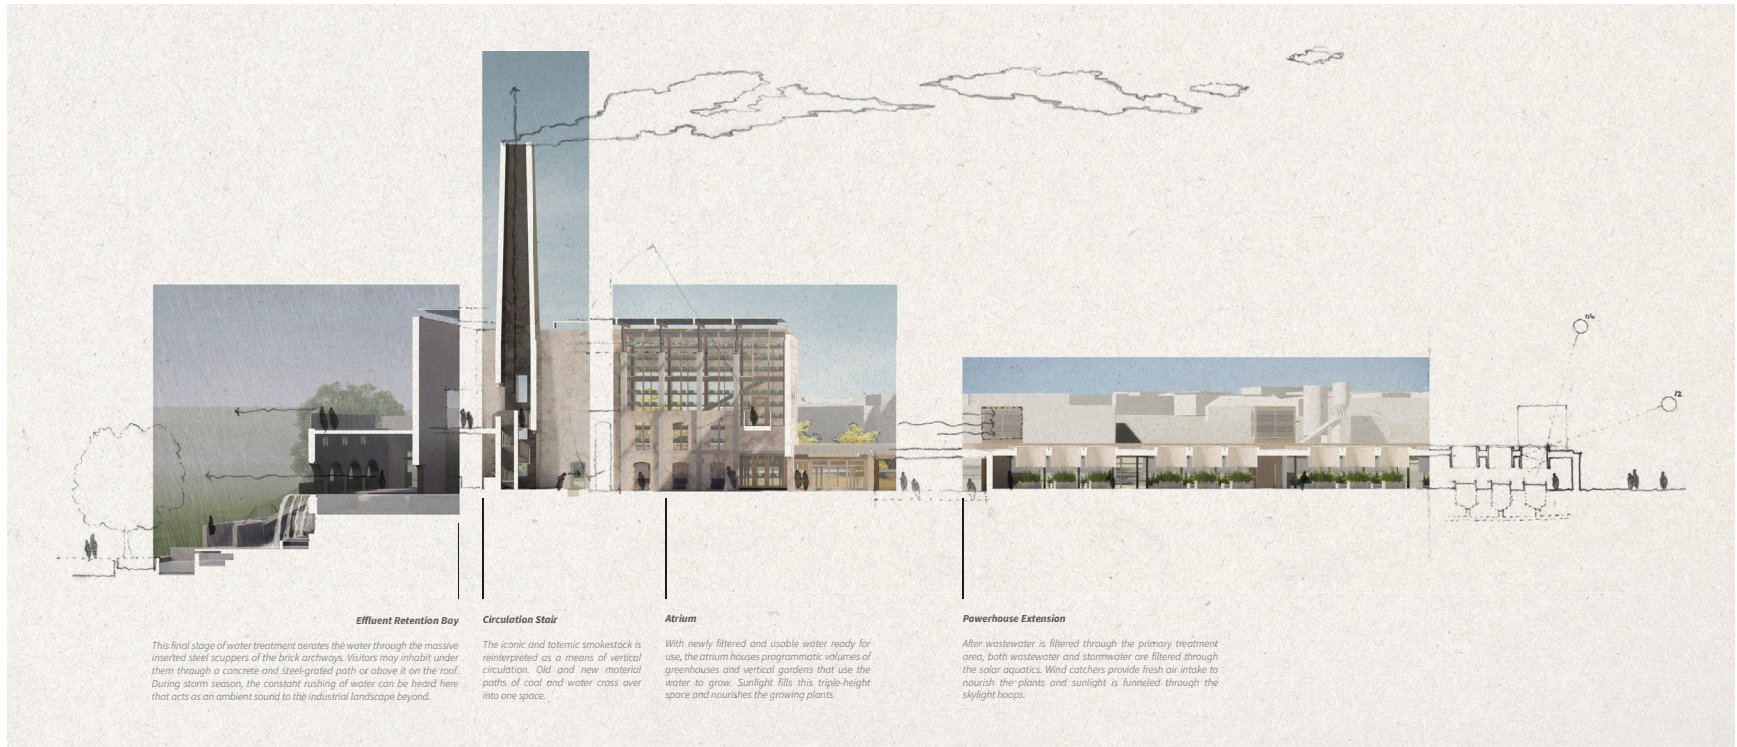 06
12
Effluent Retention Bay
This final stage of water treatment aerates the water through the massive
inserted steel scuppers of the brick archways. Visitors may inhabit under
them through a concrete and steel-grated path or above it on the roof.
During storm season, the constant rushing of water can be heard here
that acts as an ambient sound to the industrial landscape beyond.
Circulation Stair
The iconic and totemic smokestack is
reinterpreted as a means of vertical
circulation. Old and new material
paths of coal and water cross over
into one space.
Atrium
With newly filtered and usable water ready for
use, the atrium houses programmatic volumes of
greenhouses and vertical gardens that use the
water to grow. Sunlight fills this triple-height
space and nourishes the growing plants.
Powerhouse Extension
After wastewater is filtered through the primary treatment
area, both wastewater and stormwater are filtered through
the solar aquatics. Wind catchers provide fresh air intake to
nourish the plants and sunlight is funneled through the
skylight hoops.